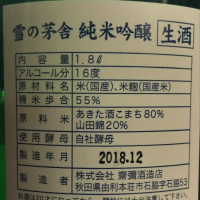 雪の茅舎 純米吟醸 生酒
内容量 1.8ℓ
アルコール分 16度
原材料名 米(国産)、米麹(国産米)
精米歩合 55%
原料米 あきた酒こまち80%
山田錦20%
使用酵母 自社酵母
製造年月 2018.12
製造者 株式会社 齋彌酒造店
秋田県由利本荘市石脇字石脇53